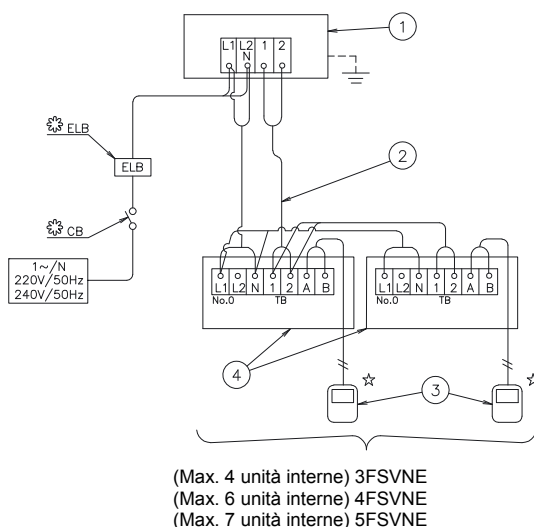 1
L1 L2 1 2
N
ELB
ELB
2
CB
1~/N
220V/50Hz
240V/50Hz
L1 L2 N 1 2 A B
No.0 TB
L1 L2 N 1 2 A B
No.0 TB
4
3
(Max. 4 unità interne) 3FSVNE
(Max. 6 unità interne) 4FSVNE
(Max. 7 unità interne) 5FSVNE